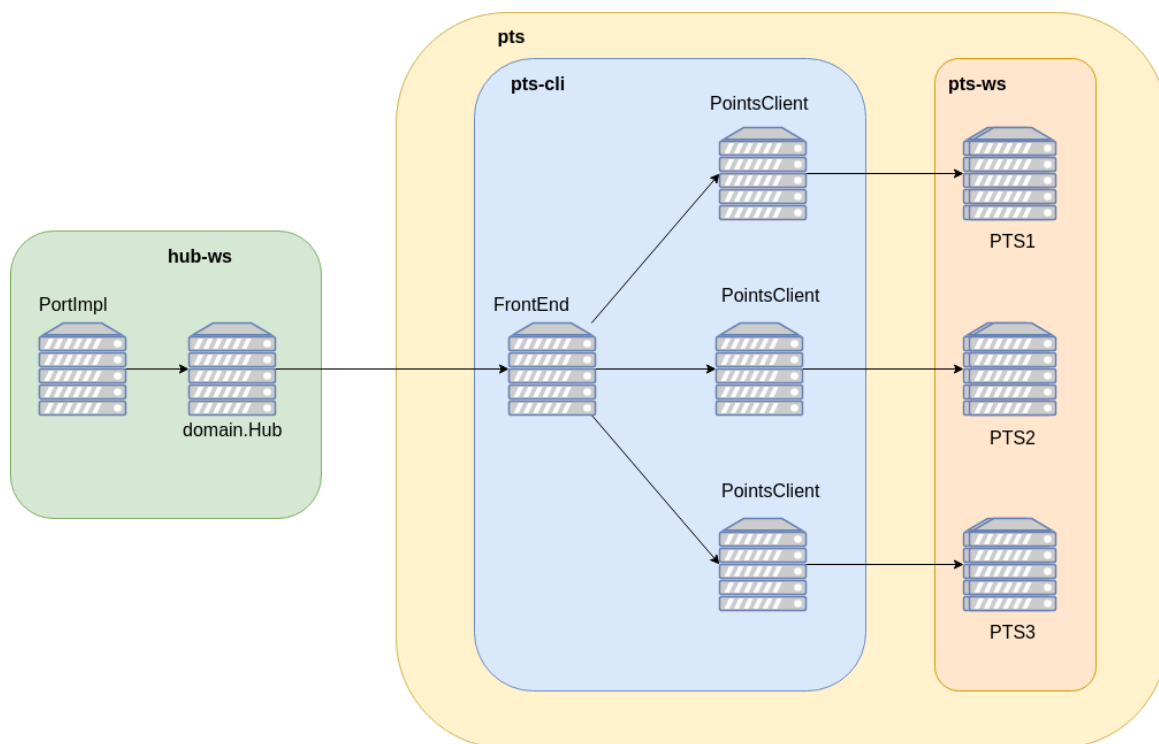 pts
pts-cli
pts-ws
PointsClient
PTS1
hub-ws
PortImpl
domain.Hub
FrontEnd
PointsClient
PTS2
PointsClient
PTS3